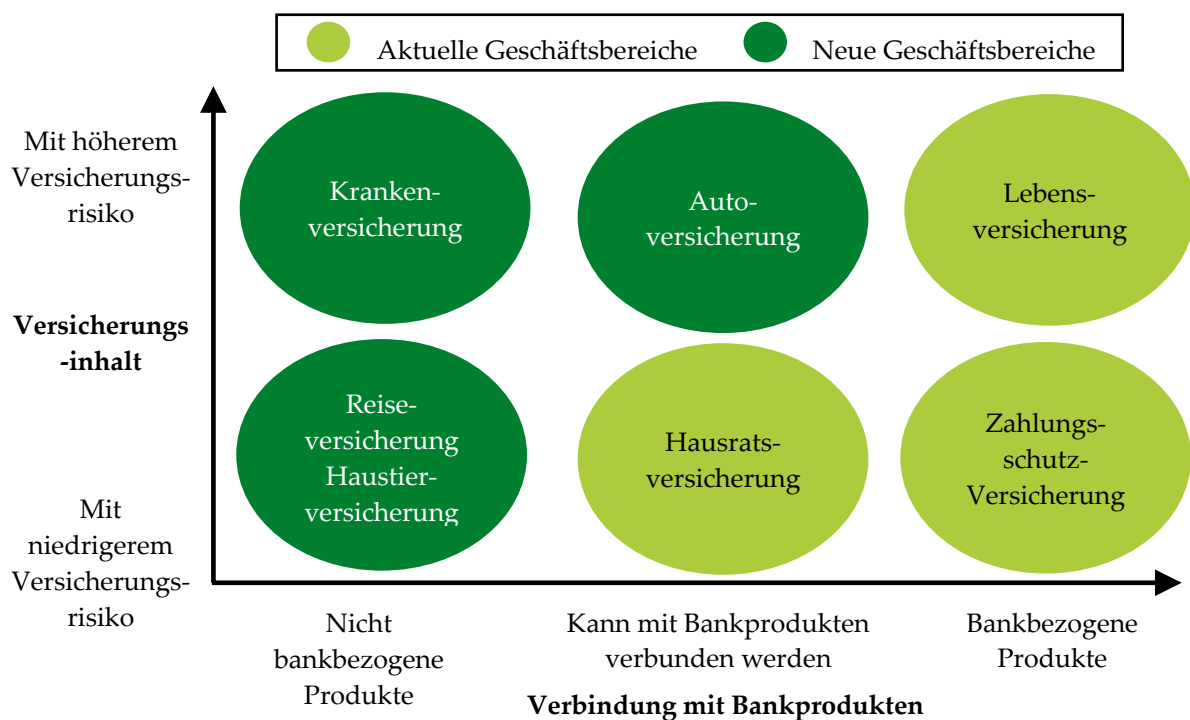 Aktuelle Geschäftsbereiche
Neue Geschäftsbereiche
Mit höherem
Versicherungs-
risiko
Kranken-
versicherung
Auto-
versicherung
Lebens-
versicherung
Versicherungs
-inhalt
Reise-
versicherung
Haustier-
versicherung
Hausrats-
versicherung
Zahlungs-
schutz-
Versicherung
Mit
niedrigerem
Versicherungs-
risiko
Nicht
bankbezogene
Produkte
Kann mit Bankprodukten
verbunden werden
Bankbezogene
Produkte
Verbindung mit Bankprodukten